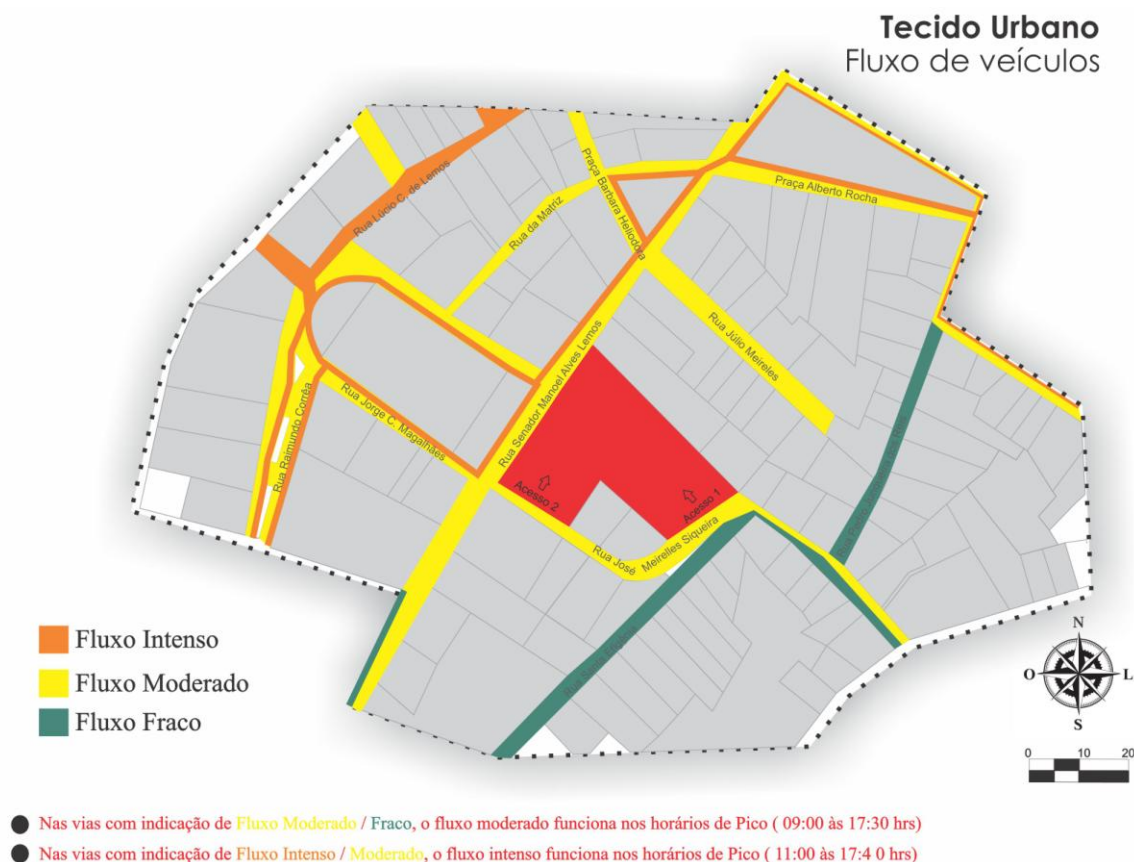 Tecido Urbano
Fluxo de veículos
Rua Lúcio C. de Lemos
Praça Barbara Heliodora
Rua da Matriz
Praça Alberto Rocha
Rua Júlio Meireles
Rua Senador Manoel Alves Lemos
Rua Jorge C. Magalhães
Rua Raimundo Corrêa
Acesso 2
Acesso 1
Rua José Meirelles Siqueira
Rua Santa
Rua
Fluxo Intenso
Fluxo Moderado
Fluxo Fraco
N
O L
S
0 10 20
Nas vias com indicação de Fluxo Moderado / Fraco, o fluxo moderado funciona nos horários de Pico ( 09:00 às 17:30 hrs)
Nas vias com indicação de Fluxo Intenso / Moderado, o fluxo intenso funciona nos horários de Pico ( 11:00 às 17:4 0 hrs)